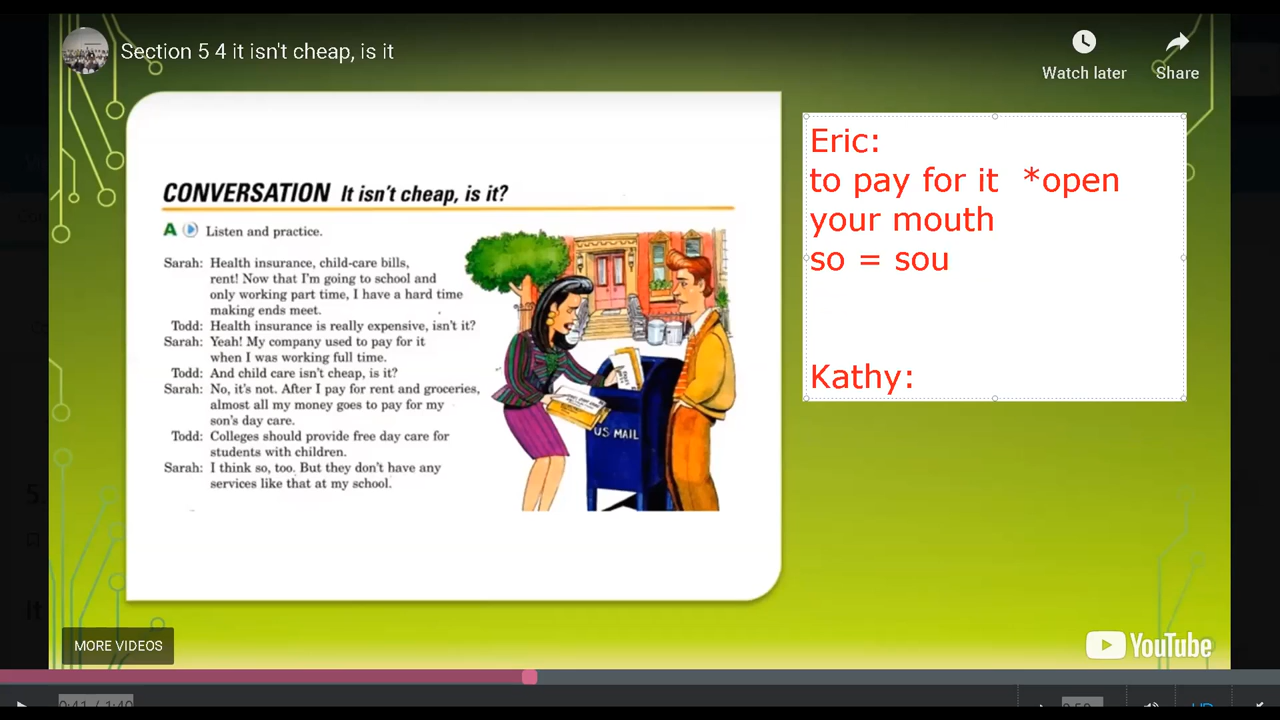 Section 5 4 it isn't cheap, is it
Watch later
Share
CONVERSATION It isn't cheap, is it?
A Listen and practice.
Sarah: Health insurance, child-care bills,
rent! Now that I'm going to school and
only working part time, I have a hard time
making ends meet.
Todd: Health insurance is really expensive, isn't it?
Sarah: Yeah! My company used to pay for it
when I was working full time.
Todd: And child care isn't cheap, is it?
Sarah: No, it's not. After I pay for rent and groceries,
almost all my money goes to pay for my
son's day care.
Todd: Colleges should provide free day care for
students with children.
Sarah: I think so, too. But they don't have any
services like that at my school.
US MAIL
Eric:
to pay for it *open
your mouth
so = sou
Kathy:
MORE VIDEOS
YouTube
0:41 / 1:40